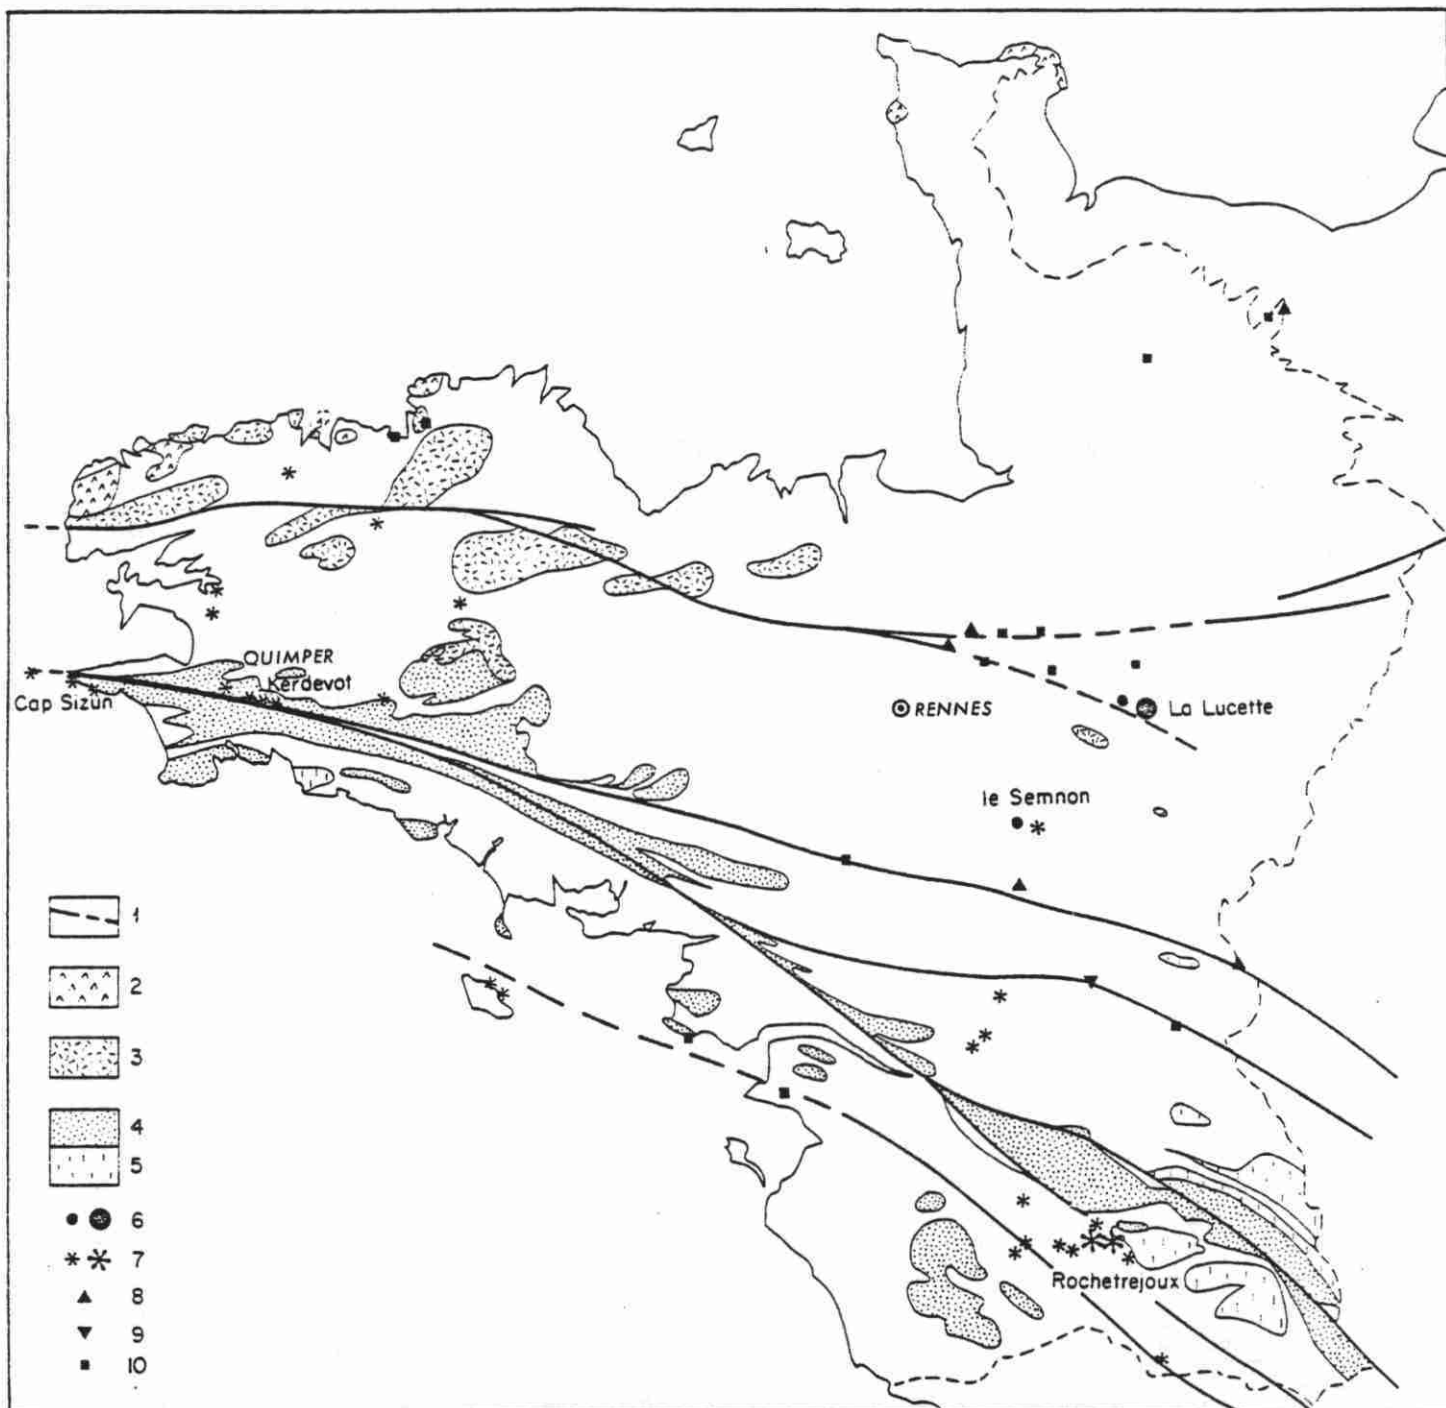 QUIMPER
Kerdevot
Cap Sizun
RENNES
La Lucette
le Semnon
Rochetrejoux
1
2
3
4
5
6
7
8
9
10